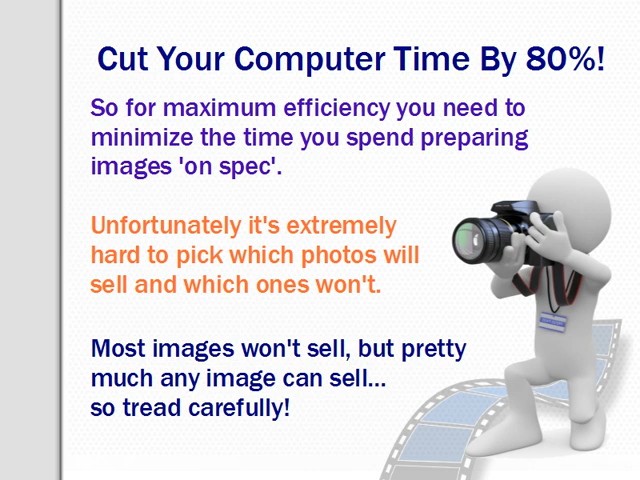 Cut Your Computer Time By 80%!
So for maximum efficiency you need to
minimize the time you spend preparing
images 'on spec'.
Unfortunately it's extremely
hard to pick which photos will
sell and which ones won't.
Most images won't sell, but pretty
much any image can sell...
so tread carefully!